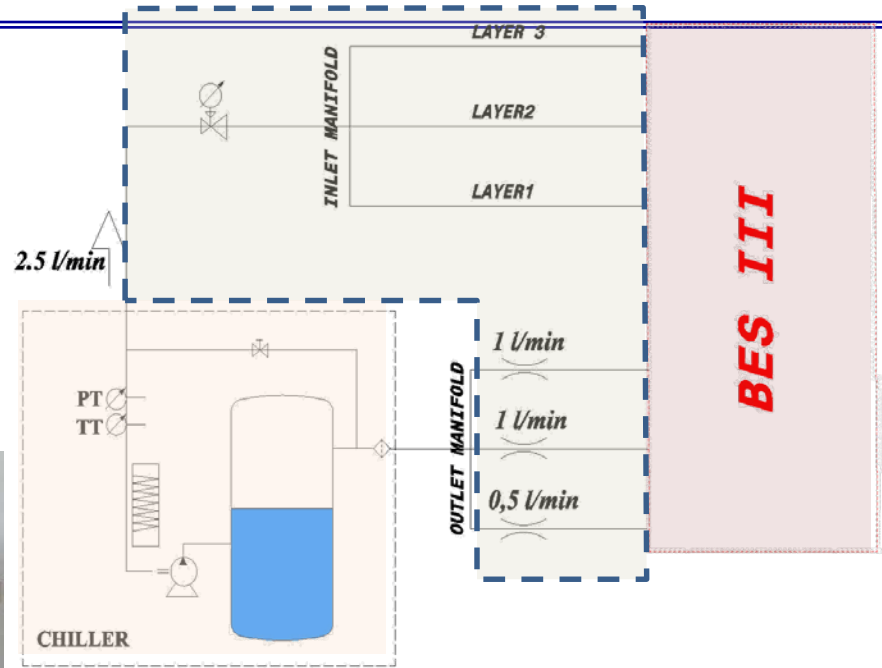 LAYER 3
INLET MANIFOLD
LAYER2
LAYER1
BES III
2.5 l/min
1 l/min
PT
TT
OUTLET MANIFOLD
1 l/min
0,5 l/min
CHILLER